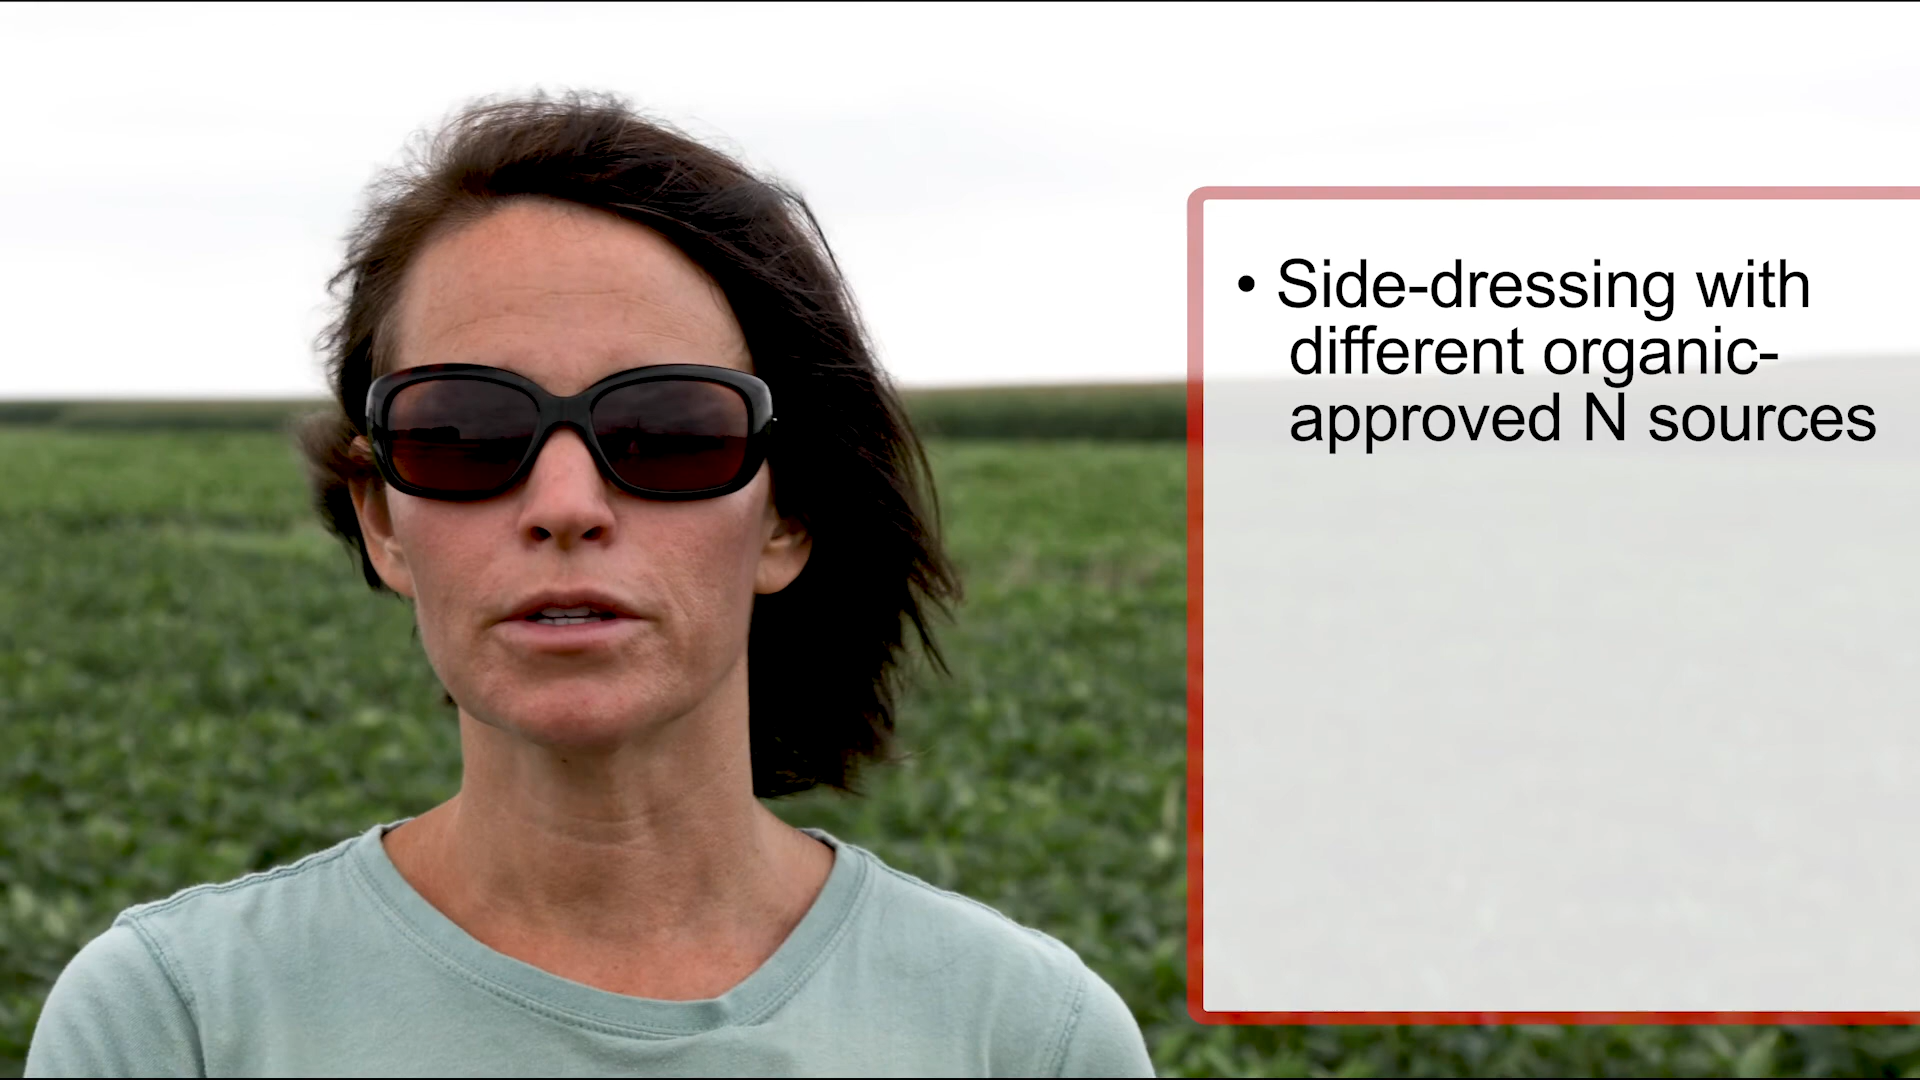 • Side-dressing with
different organic-
approved N sources